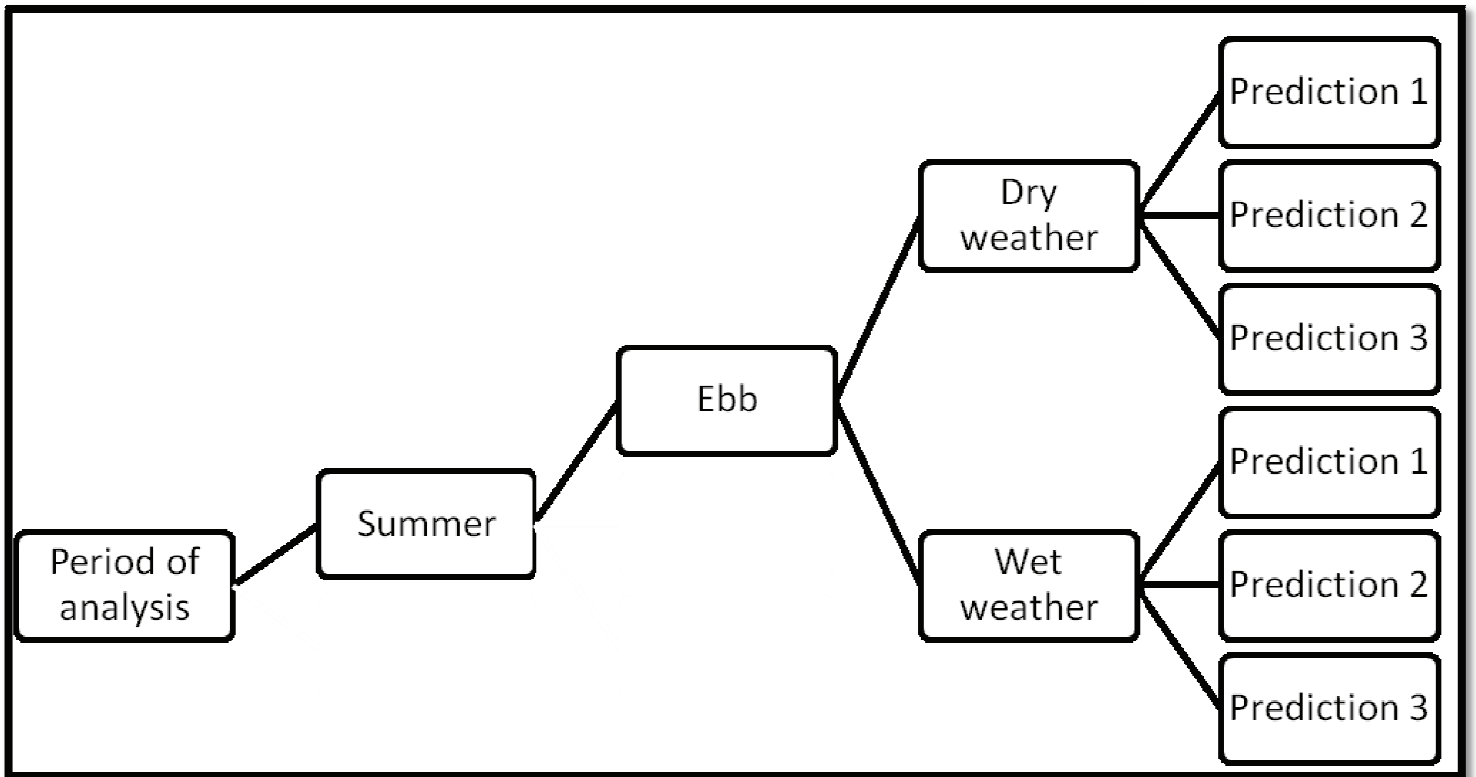 Period of
analysis
Summer
Ebb
Dry
weather
Prediction 1
Prediction 2
Prediction 3
Wet
weather
Prediction 1
Prediction 2
Prediction 3